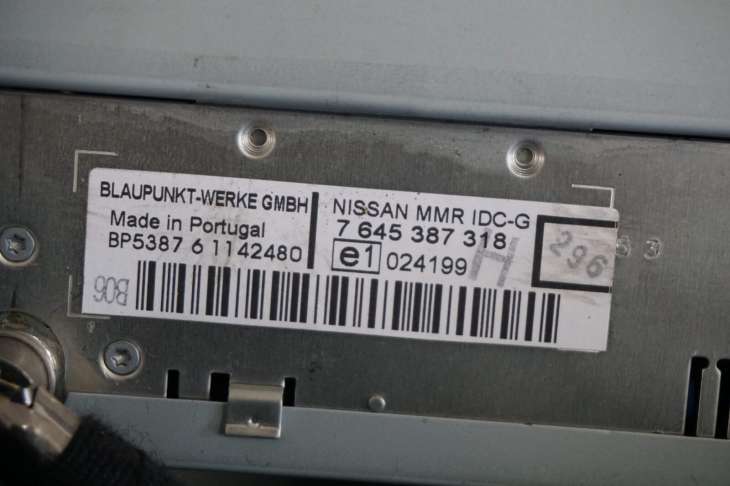 BLAUPUNKT-WERKE GMBH
Made in Portugal
BP5387 6 1142480
NISSAN MMR IDC-G
7 645 387 318
e1 024199
H
296
53
B06